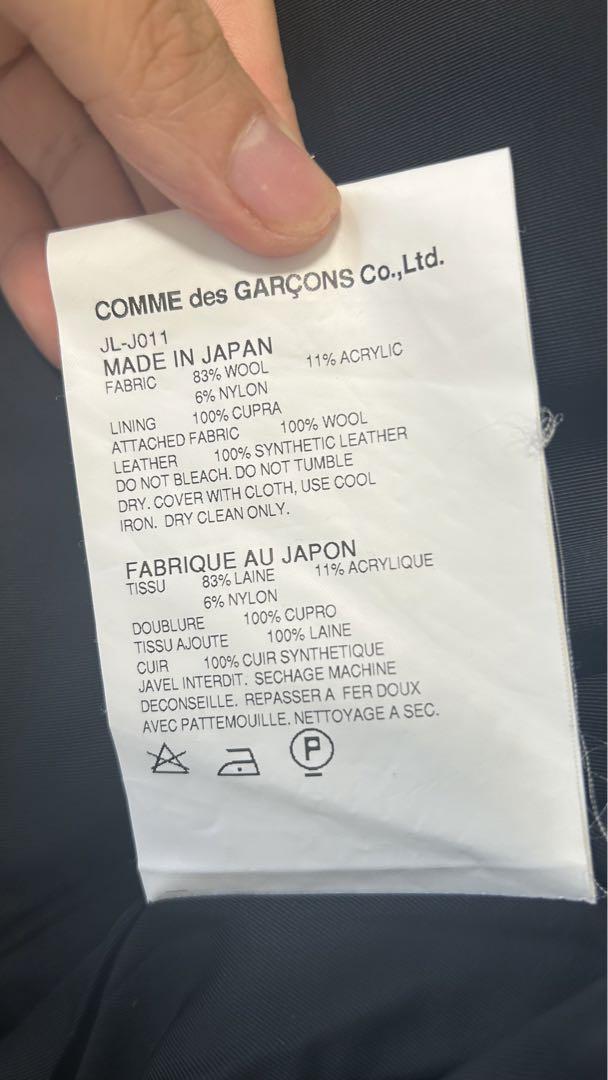 COMME des GARÇONS Co.,Ltd.
JL-J011
MADE IN JAPAN
FABRIC 83% WOOL 11% ACRYLIC
6% NYLON
LINING 100% CUPRA
ATTACHED FABRIC 100% WOOL
LEATHER 100% SYNTHETIC LEATHER
DO NOT BLEACH. DO NOT TUMBLE
DRY. COVER WITH CLOTH, USE COOL
IRON. DRY CLEAN ONLY.
FABRIQUE AU JAPON
TISSU 83% LAINE 11% ACRYLIQUE
6% NYLON
DOUBLURE 100% CUPRO
TISSU AJOUTE 100% LAINE
CUIR 100% CUIR SYNTHETIQUE
JAVEL INTERDIT. SECHAGE MACHINE
DECONSEILLE. REPASSER A FER DOUX
AVEC PATTEMOUILLE. NETTOYAGE A SEC.
P